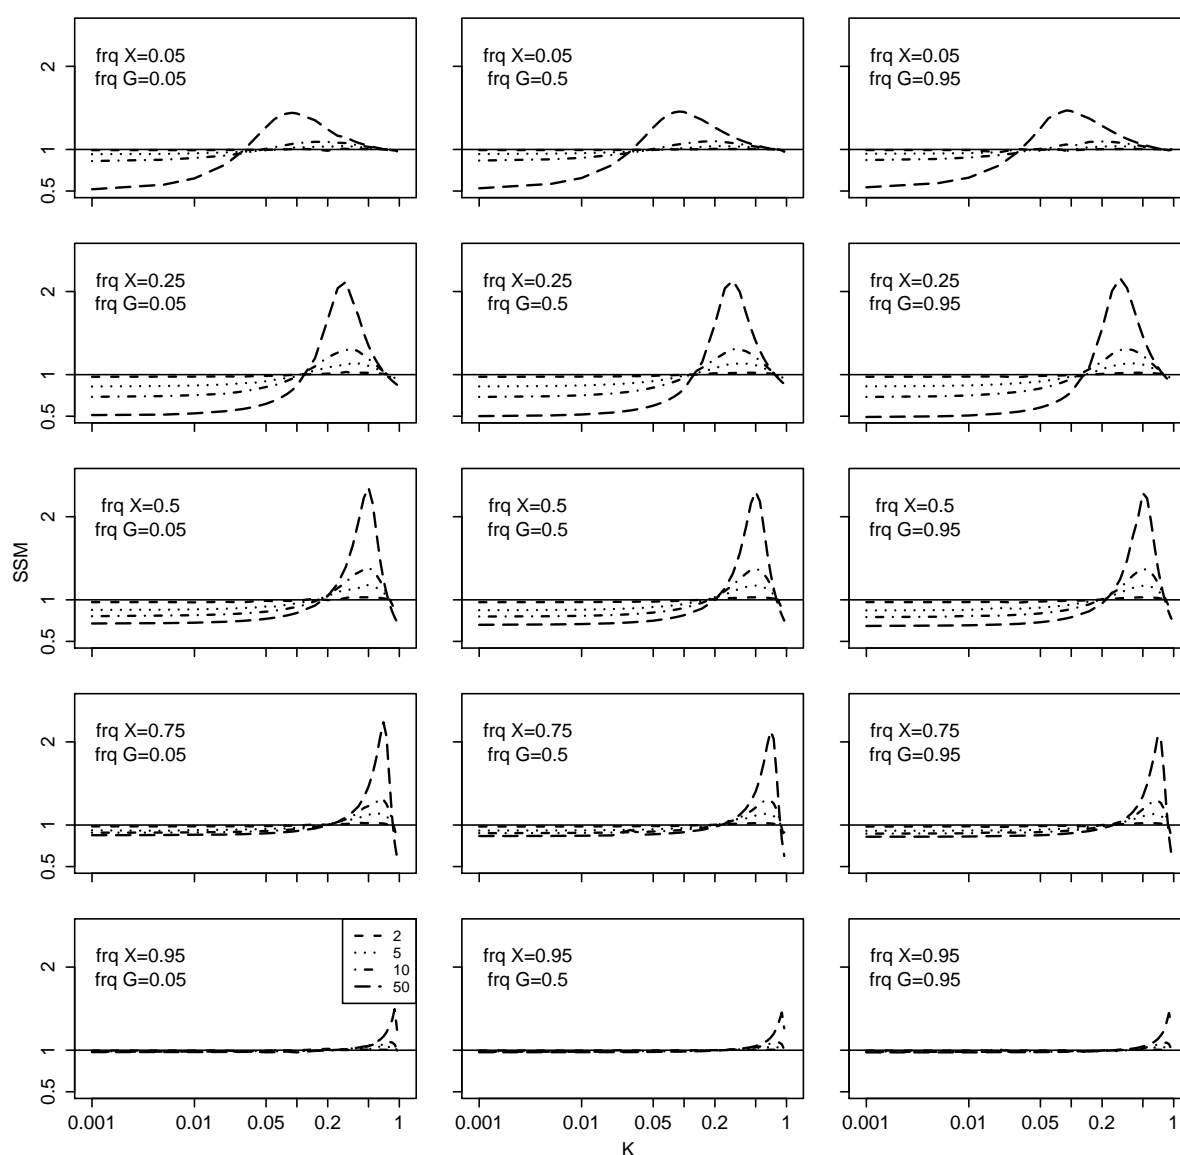 frq X=0.05
frq G=0.05
frq X=0.05
frq G=0.5
frq X=0.05
frq G=0.95
2
1
0.5
frq X=0.25
frq G=0.05
frq X=0.25
frq G=0.5
frq X=0.25
frq G=0.95
2
1
0.5
frq X=0.5
frq G=0.05
frq X=0.5
frq G=0.5
frq X=0.5
frq G=0.95
2
1
0.5
SSM
frq X=0.75
frq G=0.05
frq X=0.75
frq G=0.5
frq X=0.75
frq G=0.95
2
1
0.5
frq X=0.95
frq G=0.05
2
5
10
50
frq X=0.95
frq G=0.5
frq X=0.95
frq G=0.95
2
1
0.5
0.001 0.01 0.05 0.2 1
0.001 0.01 0.05 0.2 1
0.001 0.01 0.05 0.2 1
K